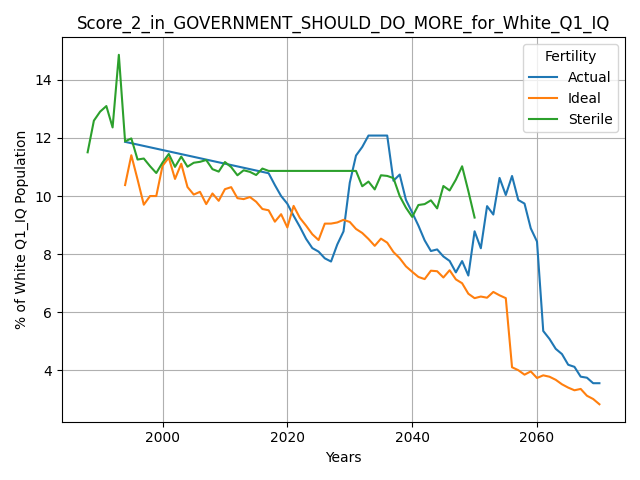 Score_2_in_GOVERNMENT_SHOULD_DO_MORE_for_White_Q1_IQ
Fertility
Actual
Ideal
Sterile
% of White Q1_IQ Population
14
12
10
8
6
4
2000
2020
2040
2060
Years